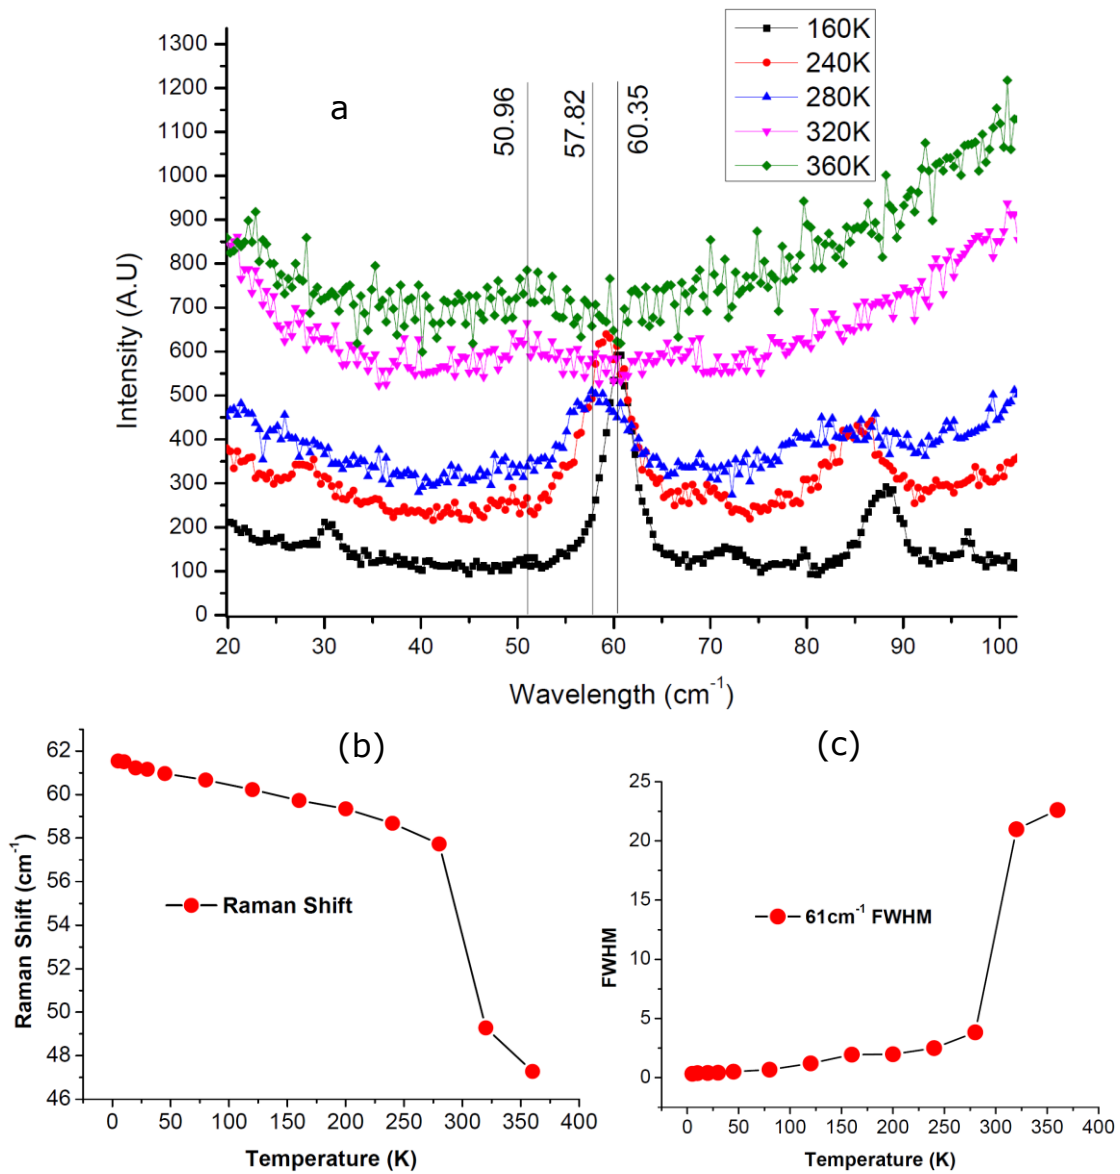 a
50.96
57.82
60.35
160K
240K
280K
320K
360K
1300
1200
1100
1000
900
800
700
600
500
400
300
200
100
0
Intensity (A.U)
20 30 40 50 60 70 80 90 100
Wavelength (cm⁻¹)
(b)
62
60
58
56
54
52
50
48
46
Raman Shift (cm⁻¹)
Raman Shift
0 50 100 150 200 250 300 350 400
Temperature (K)
(c)
25
20
15
10
5
0
FWHM
61cm⁻¹ FWHM
0 50 100 150 200 250 300 350 400
Temperature (K)